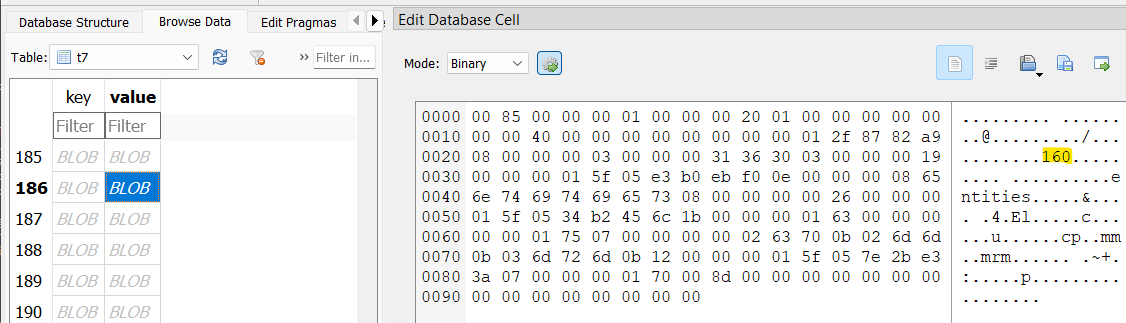 Database Structure Browse Data Edit Pragmas
Table: t7 Filter in...
key value
Filter Filter
185 BLOB BLOB
186 BLOB BLOB
187 BLOB BLOB
188 BLOB BLOB
189 BLOB BLOB
190 BLOB BLOB
Edit Database Cell
Mode: Binary
0000 00 85 00 00 00 01 00 00 00 20 01 00 00 00 00 00 ......... ......
0010 00 00 40 00 00 00 00 00 00 00 00 01 2f 87 82 a9 ..@........./...
0020 08 00 00 00 03 00 00 00 31 36 30 03 00 00 00 19 ........160.....
0030 00 00 00 01 5f 05 e3 b0 eb f0 0e 00 00 00 08 65 .... ..........e
0040 6e 74 69 74 69 65 73 08 00 00 00 00 26 00 00 00 ntities.....&...
0050 01 5f 05 34 b2 45 6c 1b 00 00 00 01 63 00 00 00 . .4.El.....c...
0060 00 00 01 75 07 00 00 00 00 02 63 70 0b 02 6d 6d ...u......cp..mm
0070 0b 03 6d 72 6d 0b 12 00 00 00 01 5f 05 7e 2b e3 ..mrm...... .~+.
0080 3a 07 00 00 00 01 70 00 8d 00 00 00 00 00 00 00 :.....p.........
0090 00 00 00 00 00 00 00 00 ........